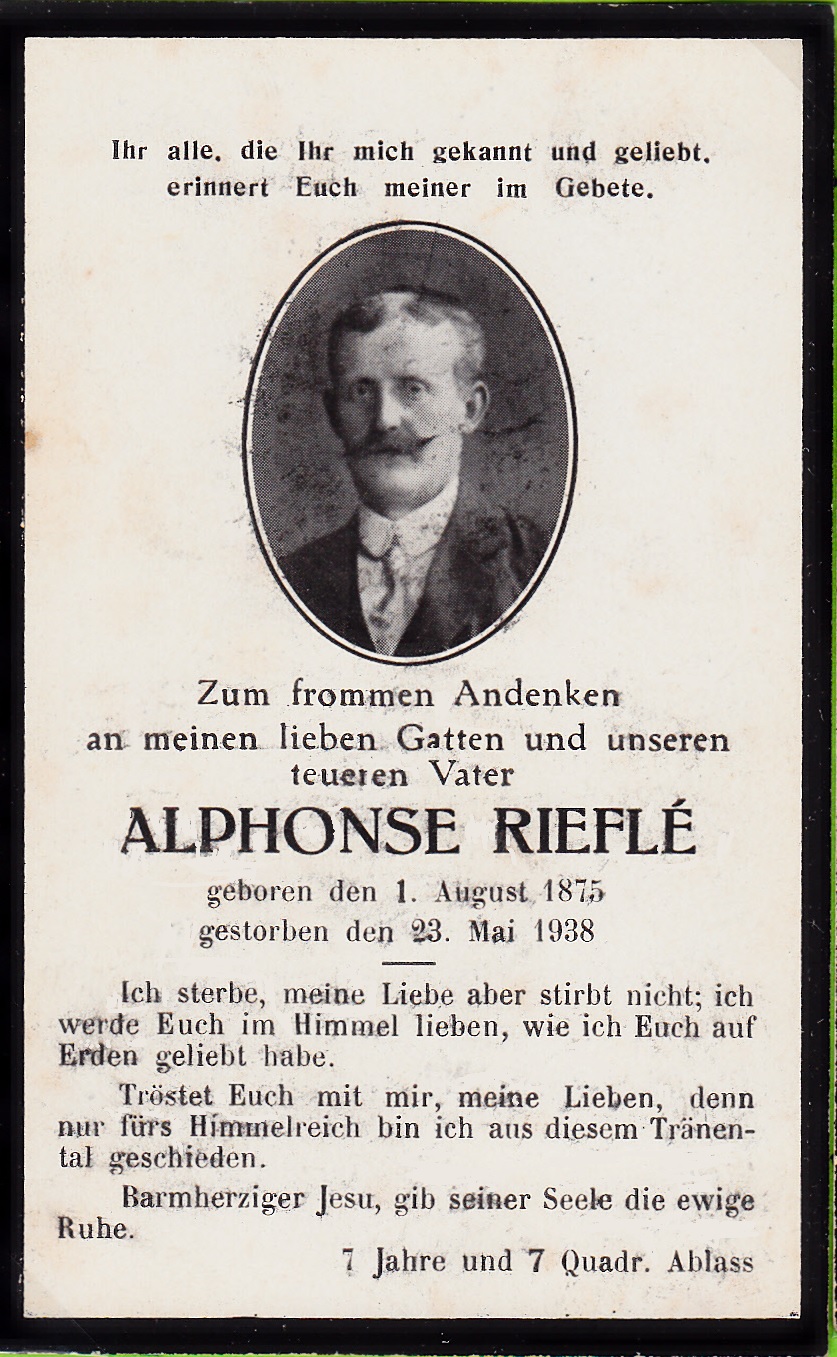 Ihr alle, die Ihr mich gekannt und geliebt,
erinnert Euch meiner im Gebete.
Zum frommen Andenken
an meinen lieben Gatten und unseren
teueren Vater
ALPHONSE RIEFLÉ
geboren den 1. August 1875
gestorben den 23. Mai 1938
Ich sterbe, meine Liebe aber stirbt nicht; ich
werde Euch im Himmel lieben, wie ich Euch auf
Erden geliebt habe.
Tröstet Euch mit mir, meine Lieben, denn
nur fürs Himmelreich bin ich aus diesem Tränen-
tal geschieden.
Barmherziger Jesu, gib seiner Seele die ewige
Ruhe.
7 Jahre und 7 Quadr. Ablass